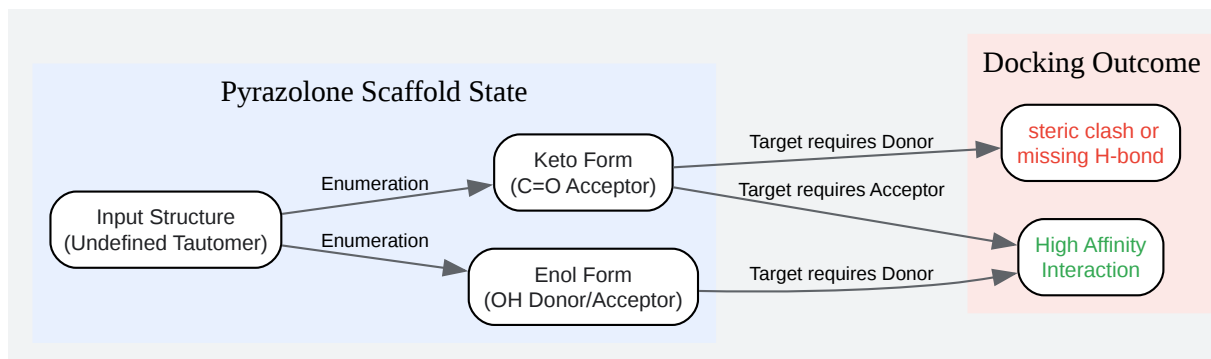 Pyrazolone Scaffold State
Docking Outcome
Input Structure
(Undefined Tautomer)
Enumeration
Enumeration
Keto Form
(C=O Acceptor)
Enol Form
(OH Donor/Acceptor)
Target requires Donor
Target requires Acceptor
Target requires Donor
steric clash or
missing H-bond
High Affinity
Interaction